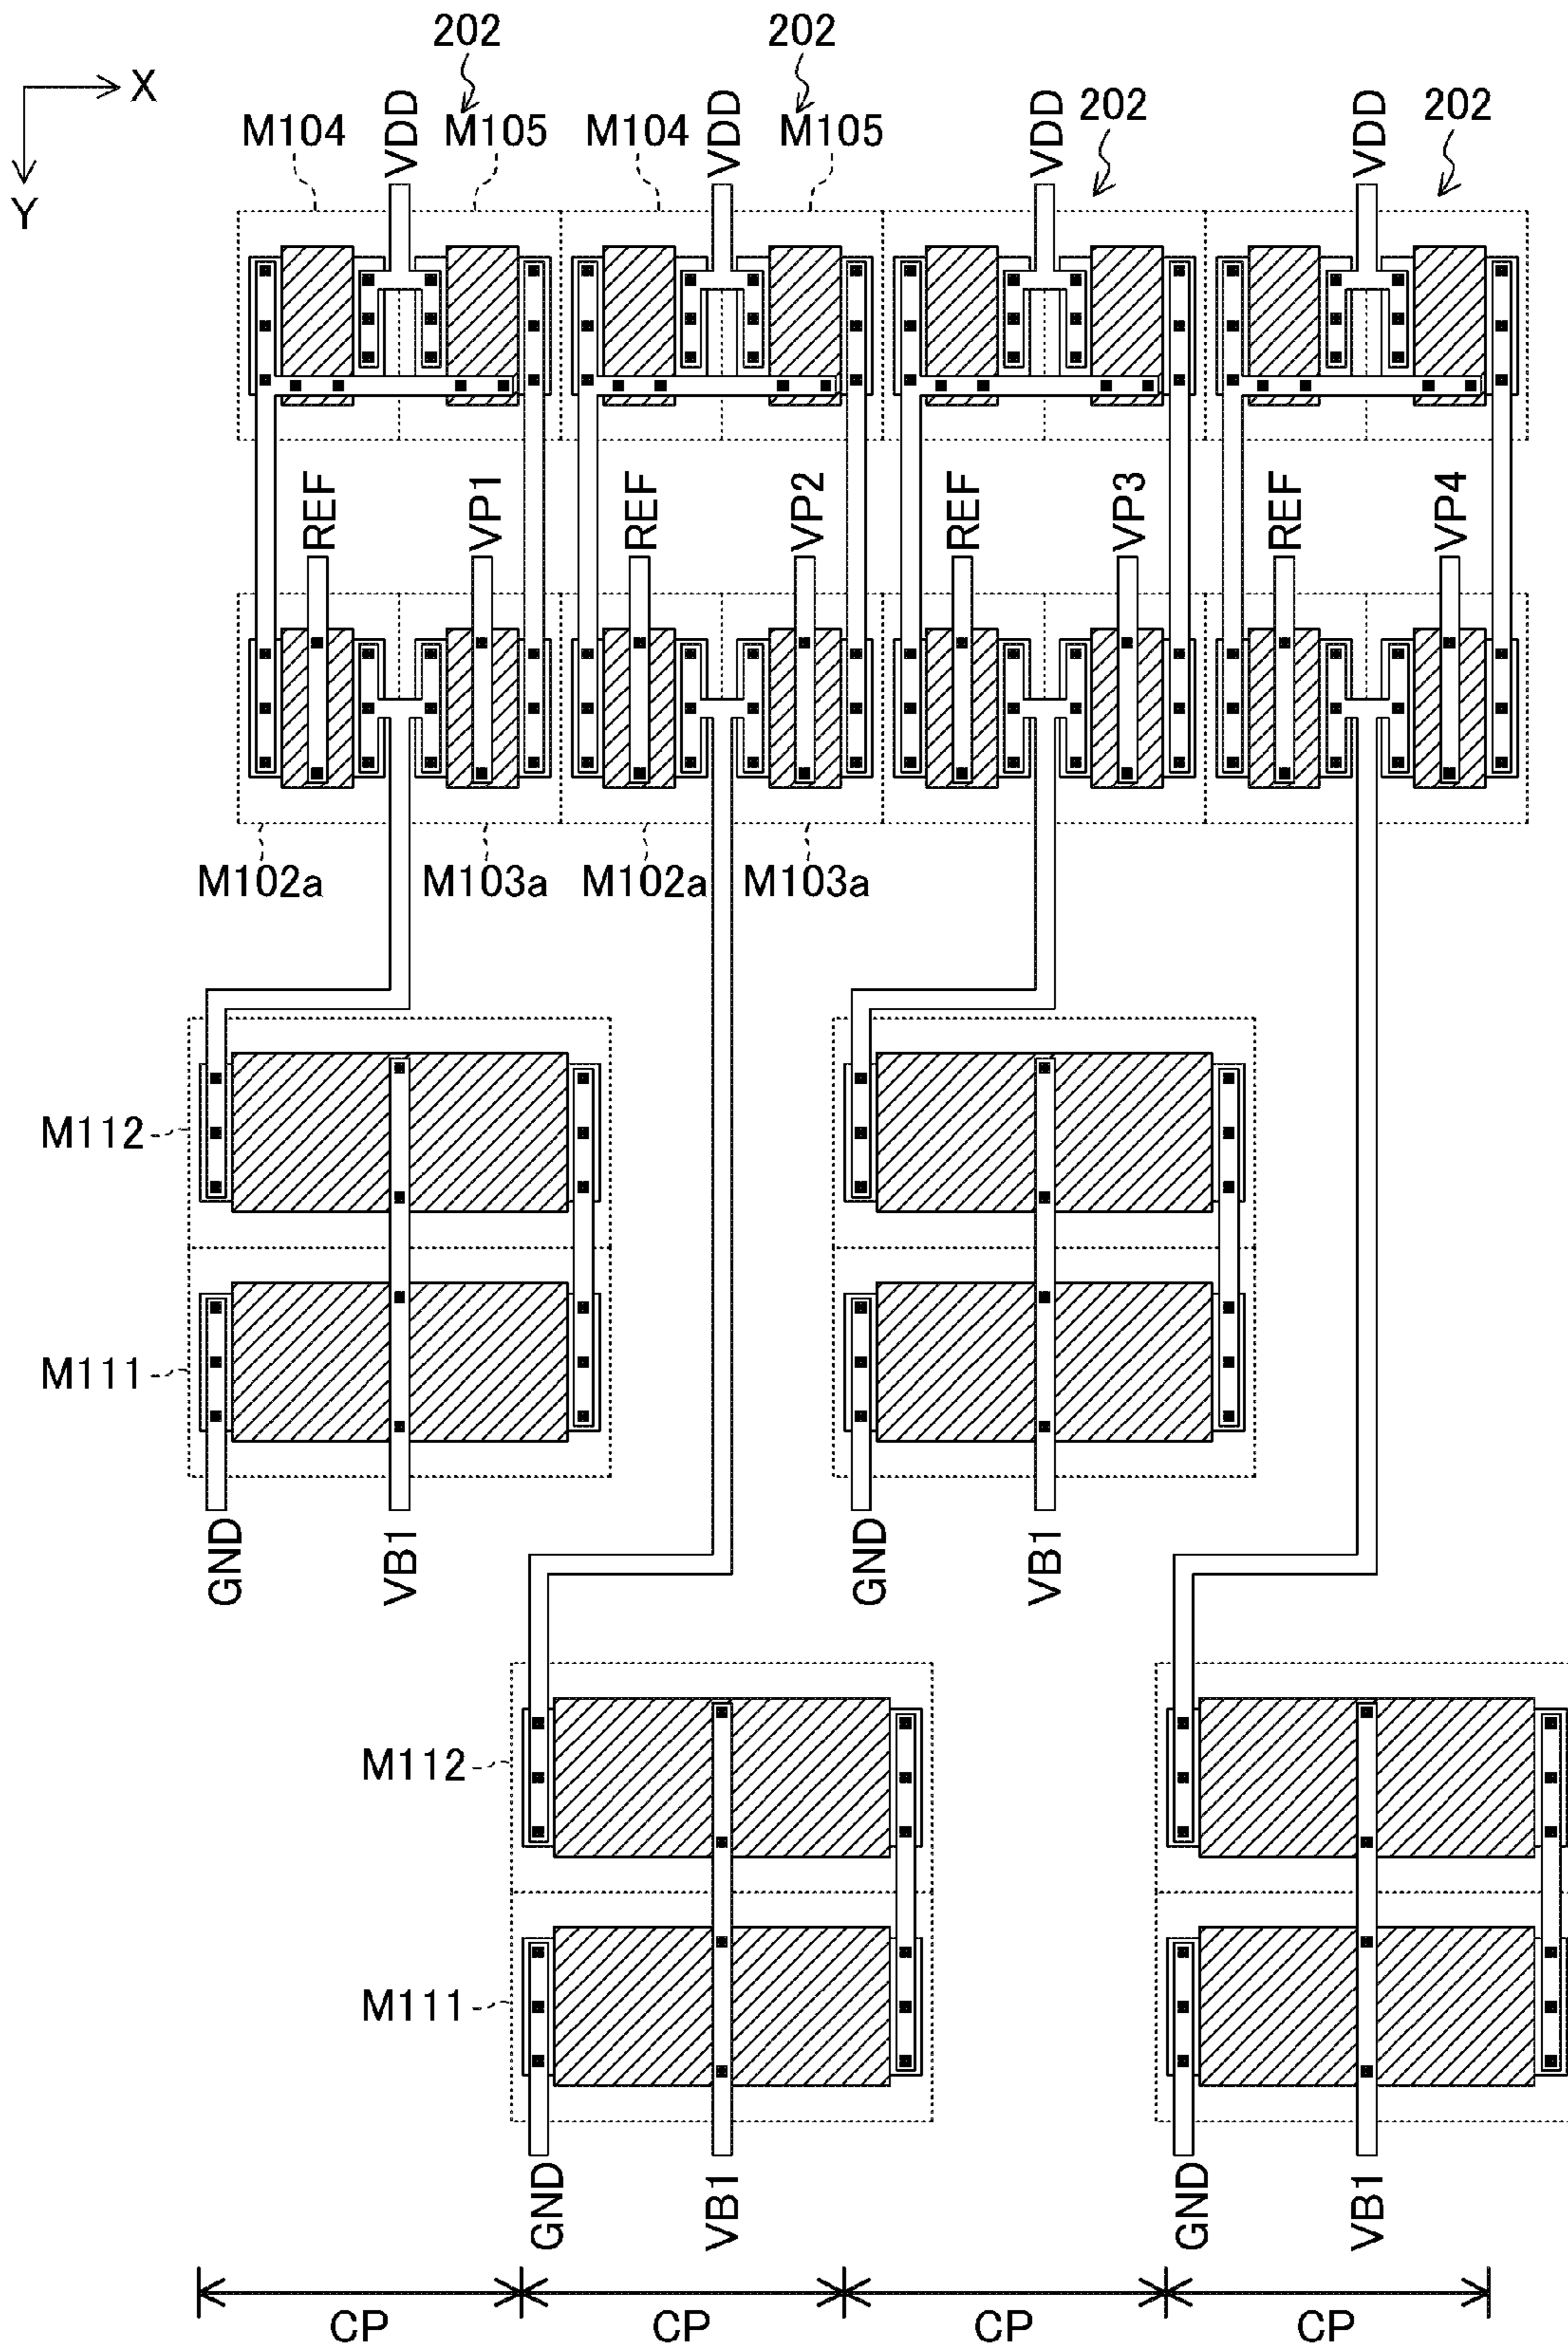 202 202
X
M104 VDD M105 M104 VDD M105 VDD 202 VDD 202
Y
REF VP1 REF VP2 REF VP3 REF VP4
M102a M103a M102a M103a
M112
M111
GND VB1 GND VB1
M112
M111
GND VB1 GND VB1
CP CP CP CP